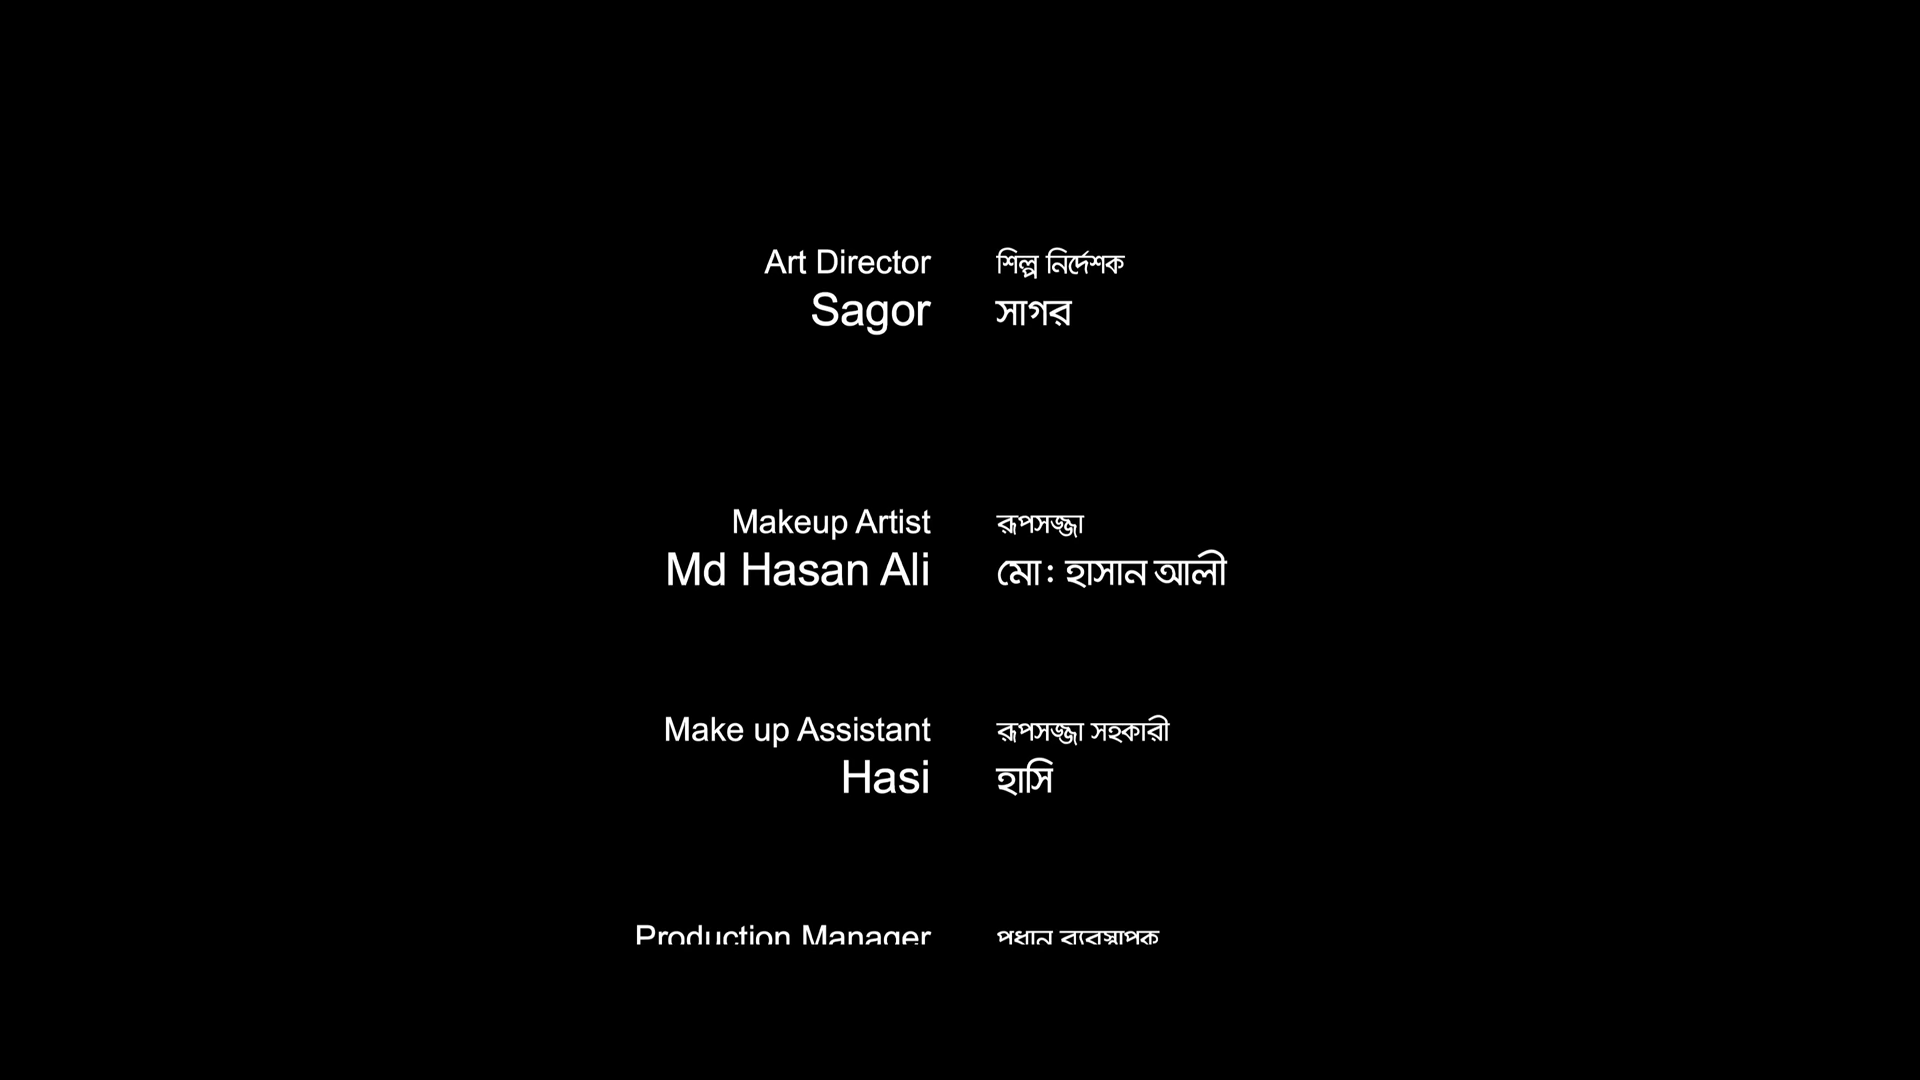 Art Director শিল্প নির্দেশক
Sagor সাগর
Makeup Artist রূপসজ্জা
Md Hasan Ali মো: হাসান আলী
Make up Assistant রূপসজ্জা সহকারী
Hasi হাসি
Production Manager প্রধান ব্যবস্থাপক